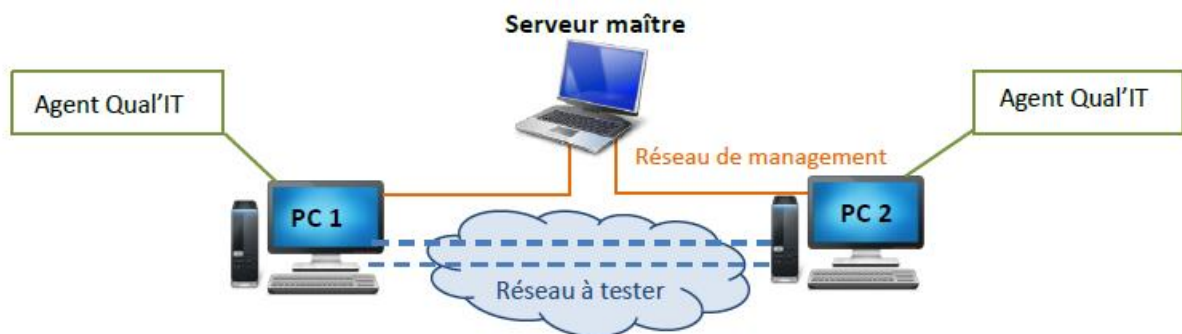 Serveur maître
Agent Qual'IT
Agent Qual'IT
Réseau de management
PC 1
PC 2
Réseau à tester